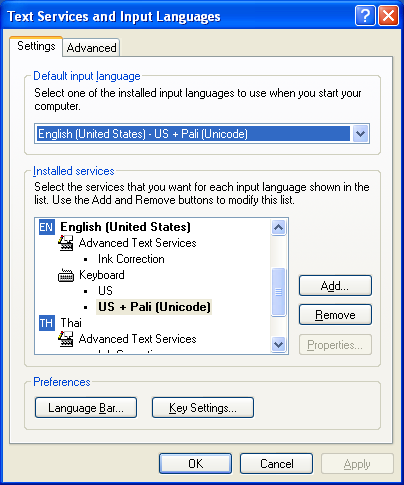 Text Services and Input Languages
Settings
Advanced
Default input language
Select one of the installed input languages to use when you start your
computer.
English (United States) - US + Pali (Unicode)
Installed services
Select the services that you want for each input language shown in the
list. Use the Add and Remove buttons to modify this list.
EN English (United States)
Advanced Text Services
• Ink Correction
Keyboard
• US
• US + Pali (Unicode)
TH Thai
Advanced Text Services
• Ink Correction
Add...
Remove
Properties...
Preferences
Language Bar...
Key Settings...
OK
Cancel
Apply